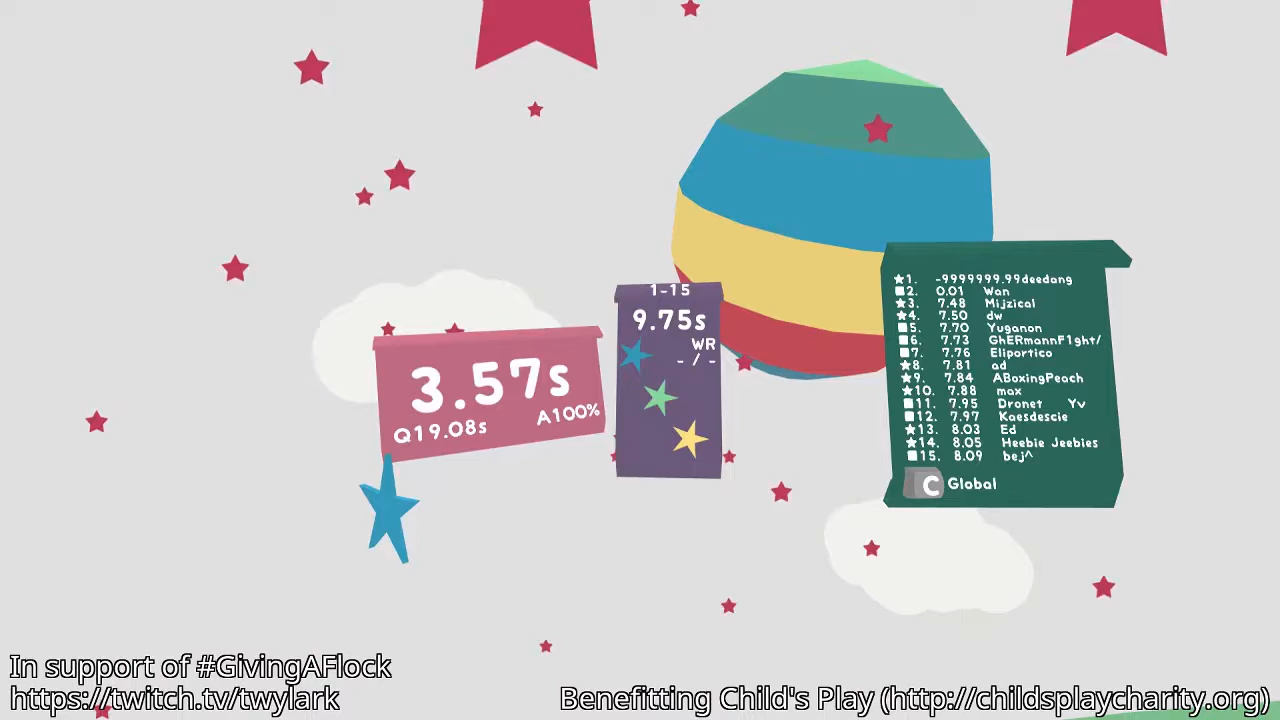 3.57s
Q19.08s
A100%
1-15
9.75s
WR
- / -
1. -9999999.99deedang
2. 0.01 Wan
3. 7.48 Mijzical
4. 7.50 dw
5. 7.70 Yuganon
6. 7.73 GhERmannF1ght/
7. 7.76 Eliportico
8. 7.81 ad
9. 7.84 ABoxingPeach
10. 7.88 max
11. 7.95 Dronet Yv
12. 7.97 Kaesdescie
13. 8.03 Ed
14. 8.05 Heebie Jeebies
15. 8.09 bej^
C Global
In support of #GivingAFlock
https://twitch.tv/twylark
Benefitting Child's Play (http://childsplaycharity.org)